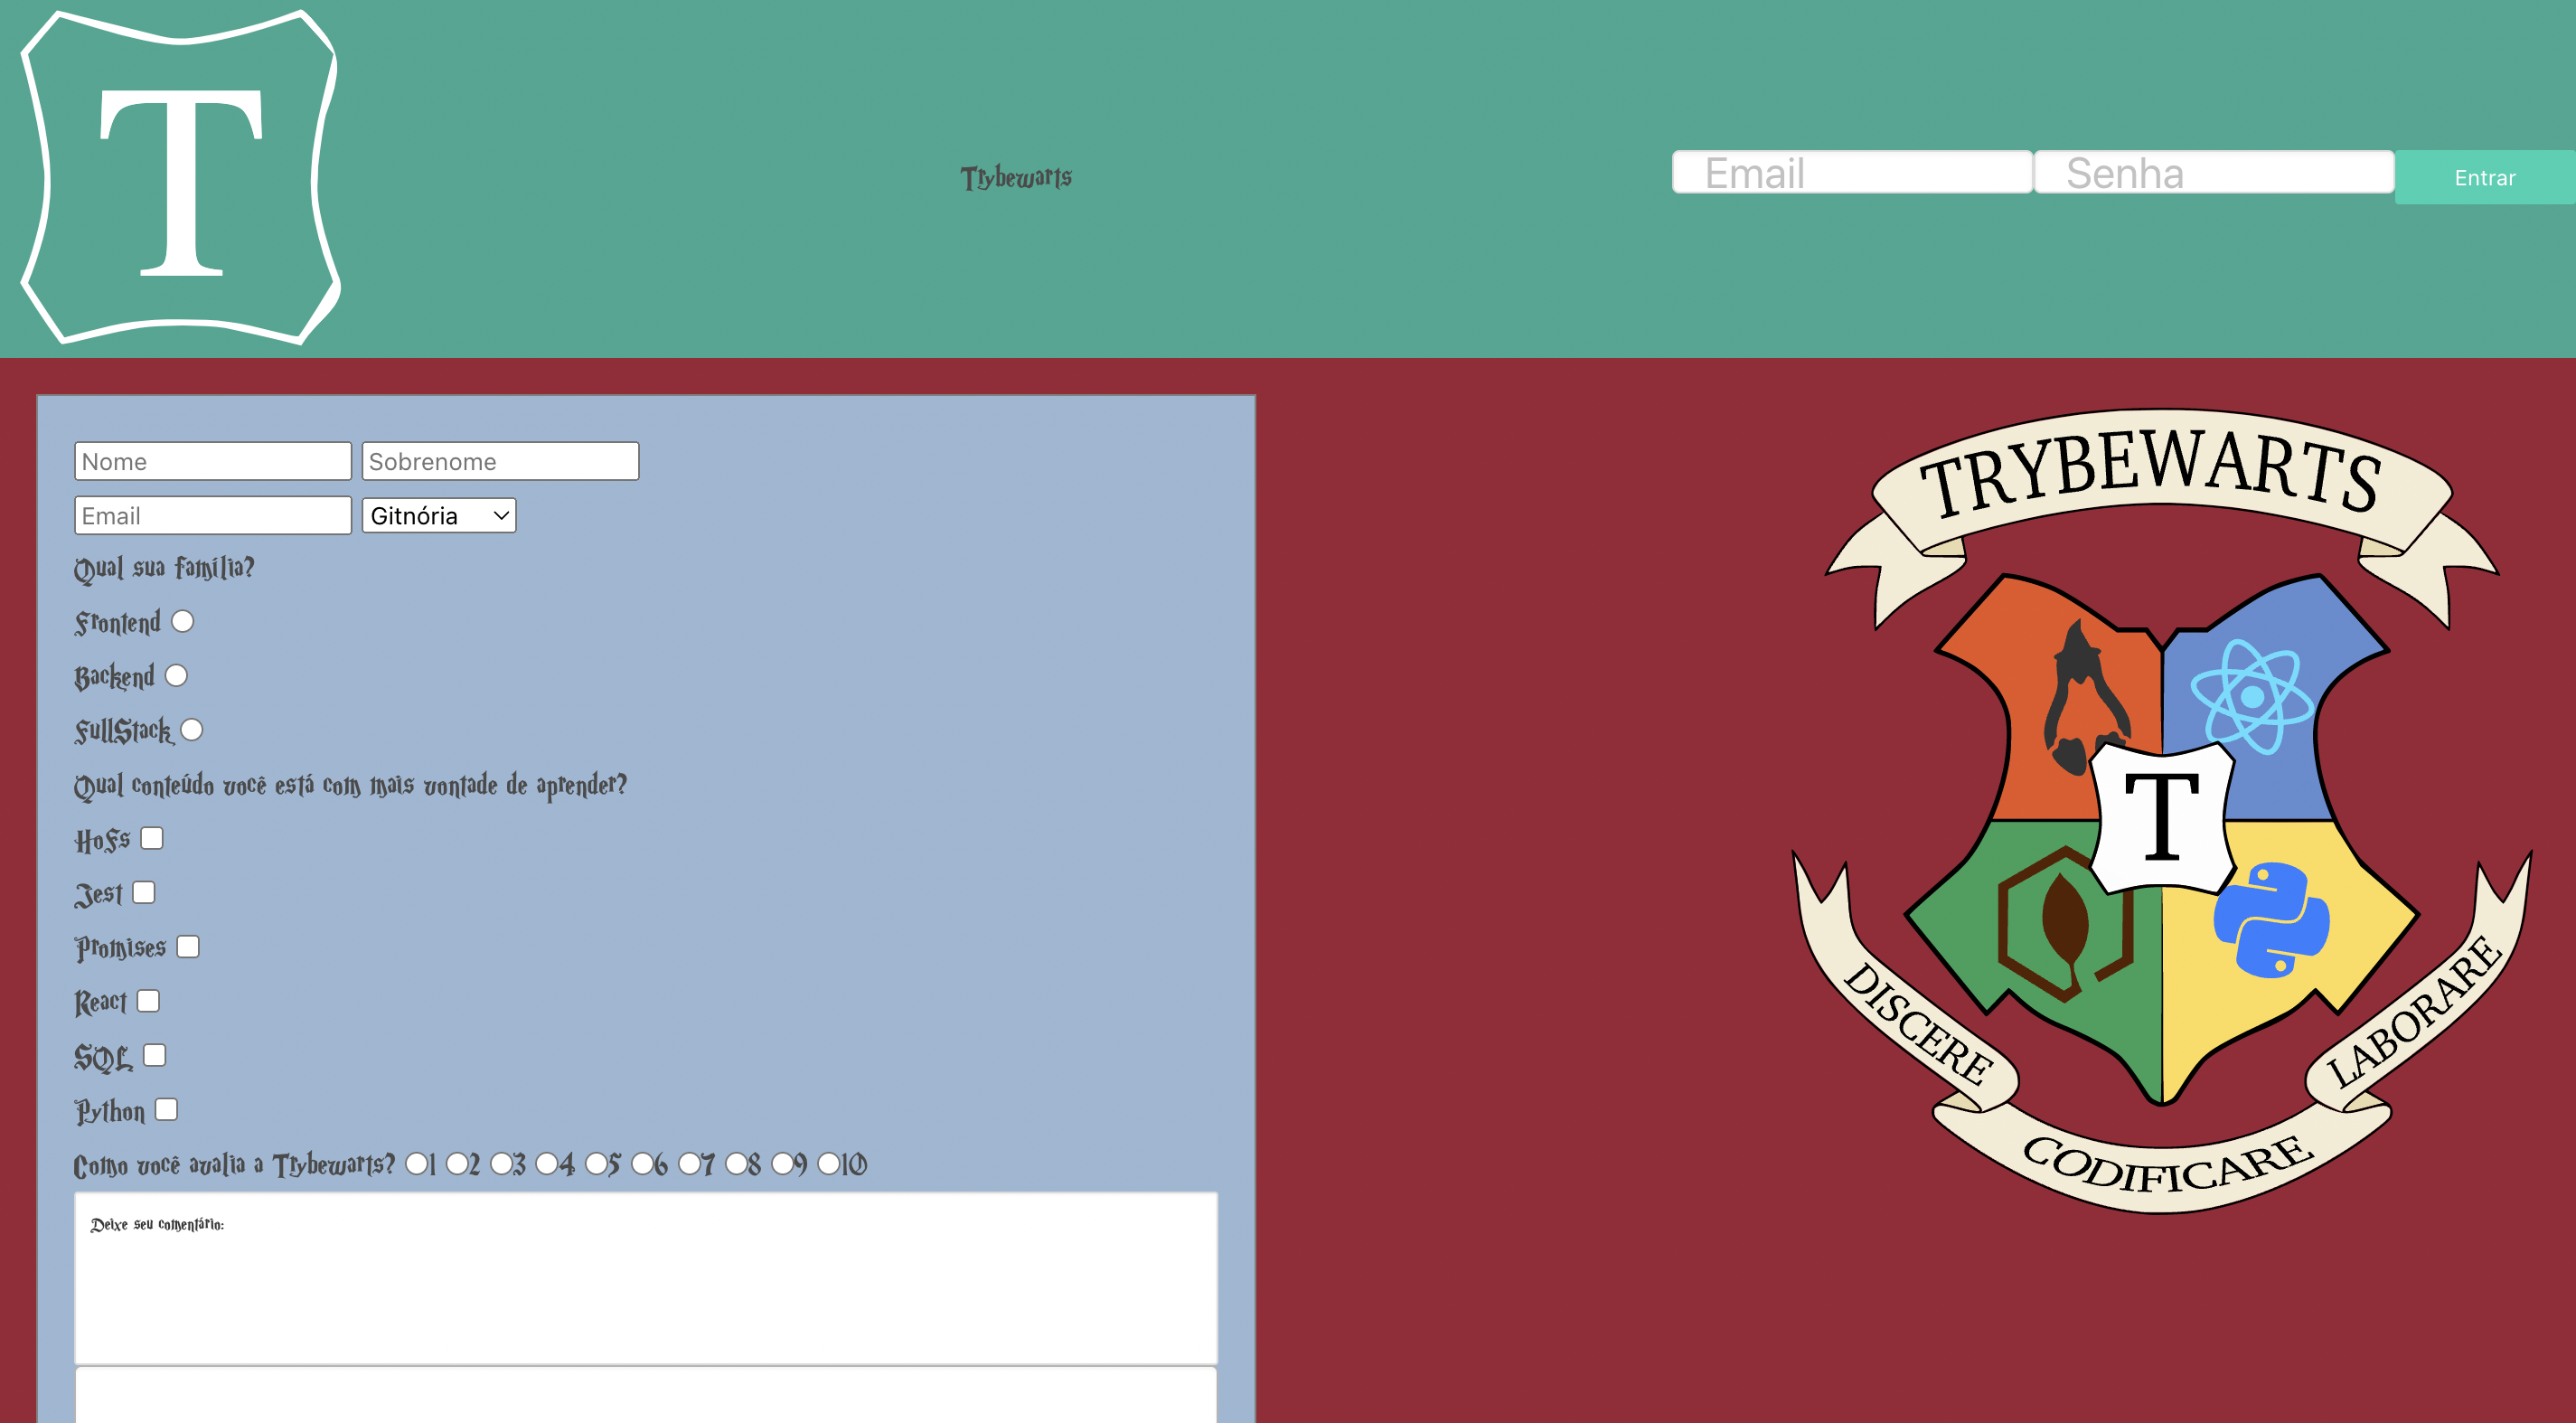 T
Trybewarts
Email
Senha
Entrar
Nome
Sobrenome
Email
Gitnória
Qual sua família?
Frontend
Backend
FullStack
Qual conteúdo você está com mais vontade de aprender?
HoFs
Jest
Promises
React
SQL
Python
Como você avalia a Trybewarts? 1 2 3 4 5 6 7 8 9 10
Deixe seu comentário:
TRYBEWARTS
T
DISCERE
CODIFICARE
LABORARE